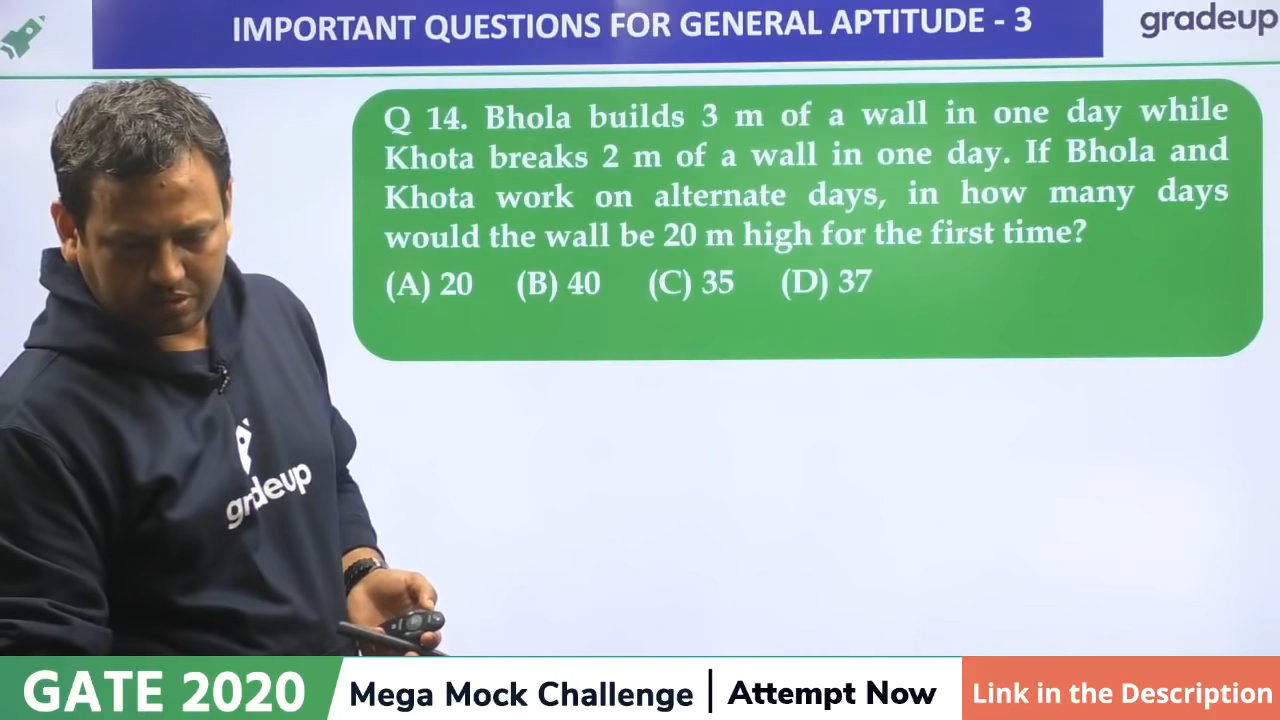 IMPORTANT QUESTIONS FOR GENERAL APTITUDE - 3
gradeup
Q 14. Bhola builds 3 m of a wall in one day while
Khota breaks 2 m of a wall in one day. If Bhola and
Khota work on alternate days, in how many days
would the wall be 20 m high for the first time?
(A) 20 (B) 40 (C) 35 (D) 37
gradeup
GATE 2020 Mega Mock Challenge | Attempt Now Link in the Description